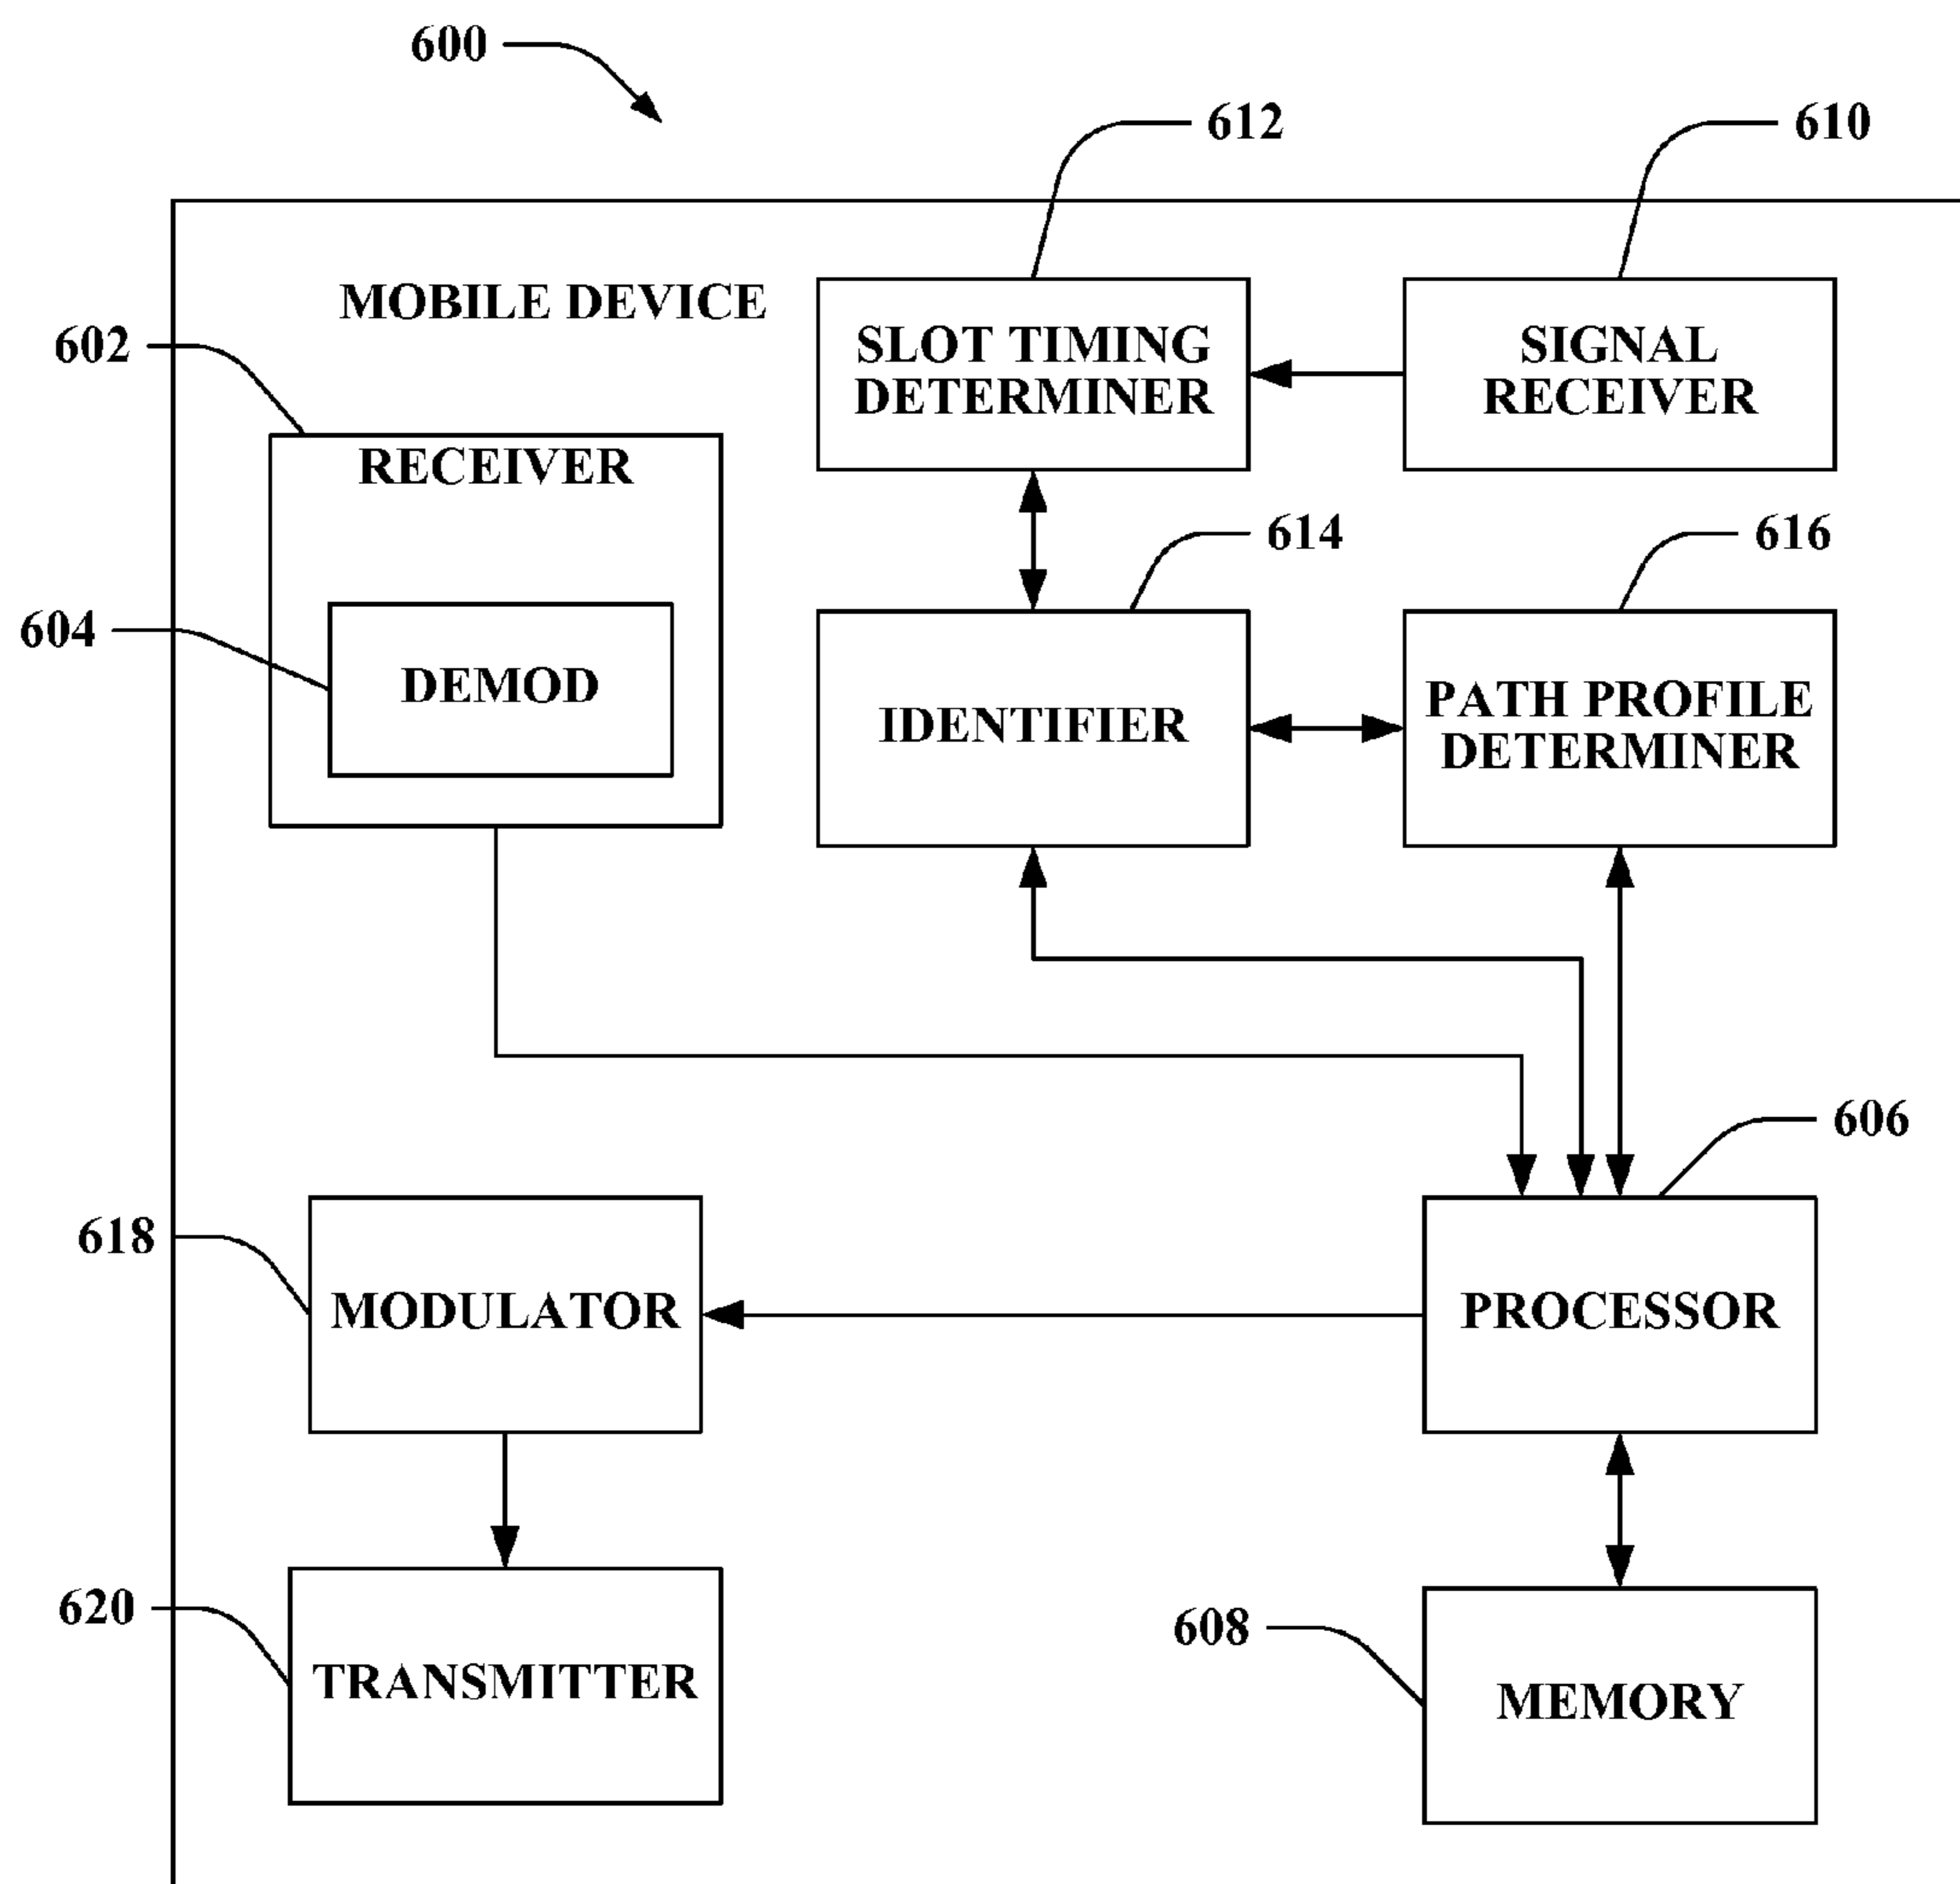 600
612
610
MOBILE DEVICE
602
SLOT TIMING
DETERMINER
SIGNAL
RECEIVER
RECEIVER
614
616
604
DEMOD
IDENTIFIER
PATH PROFILE
DETERMINER
606
618
MODULATOR
PROCESSOR
620
TRANSMITTER
608
MEMORY